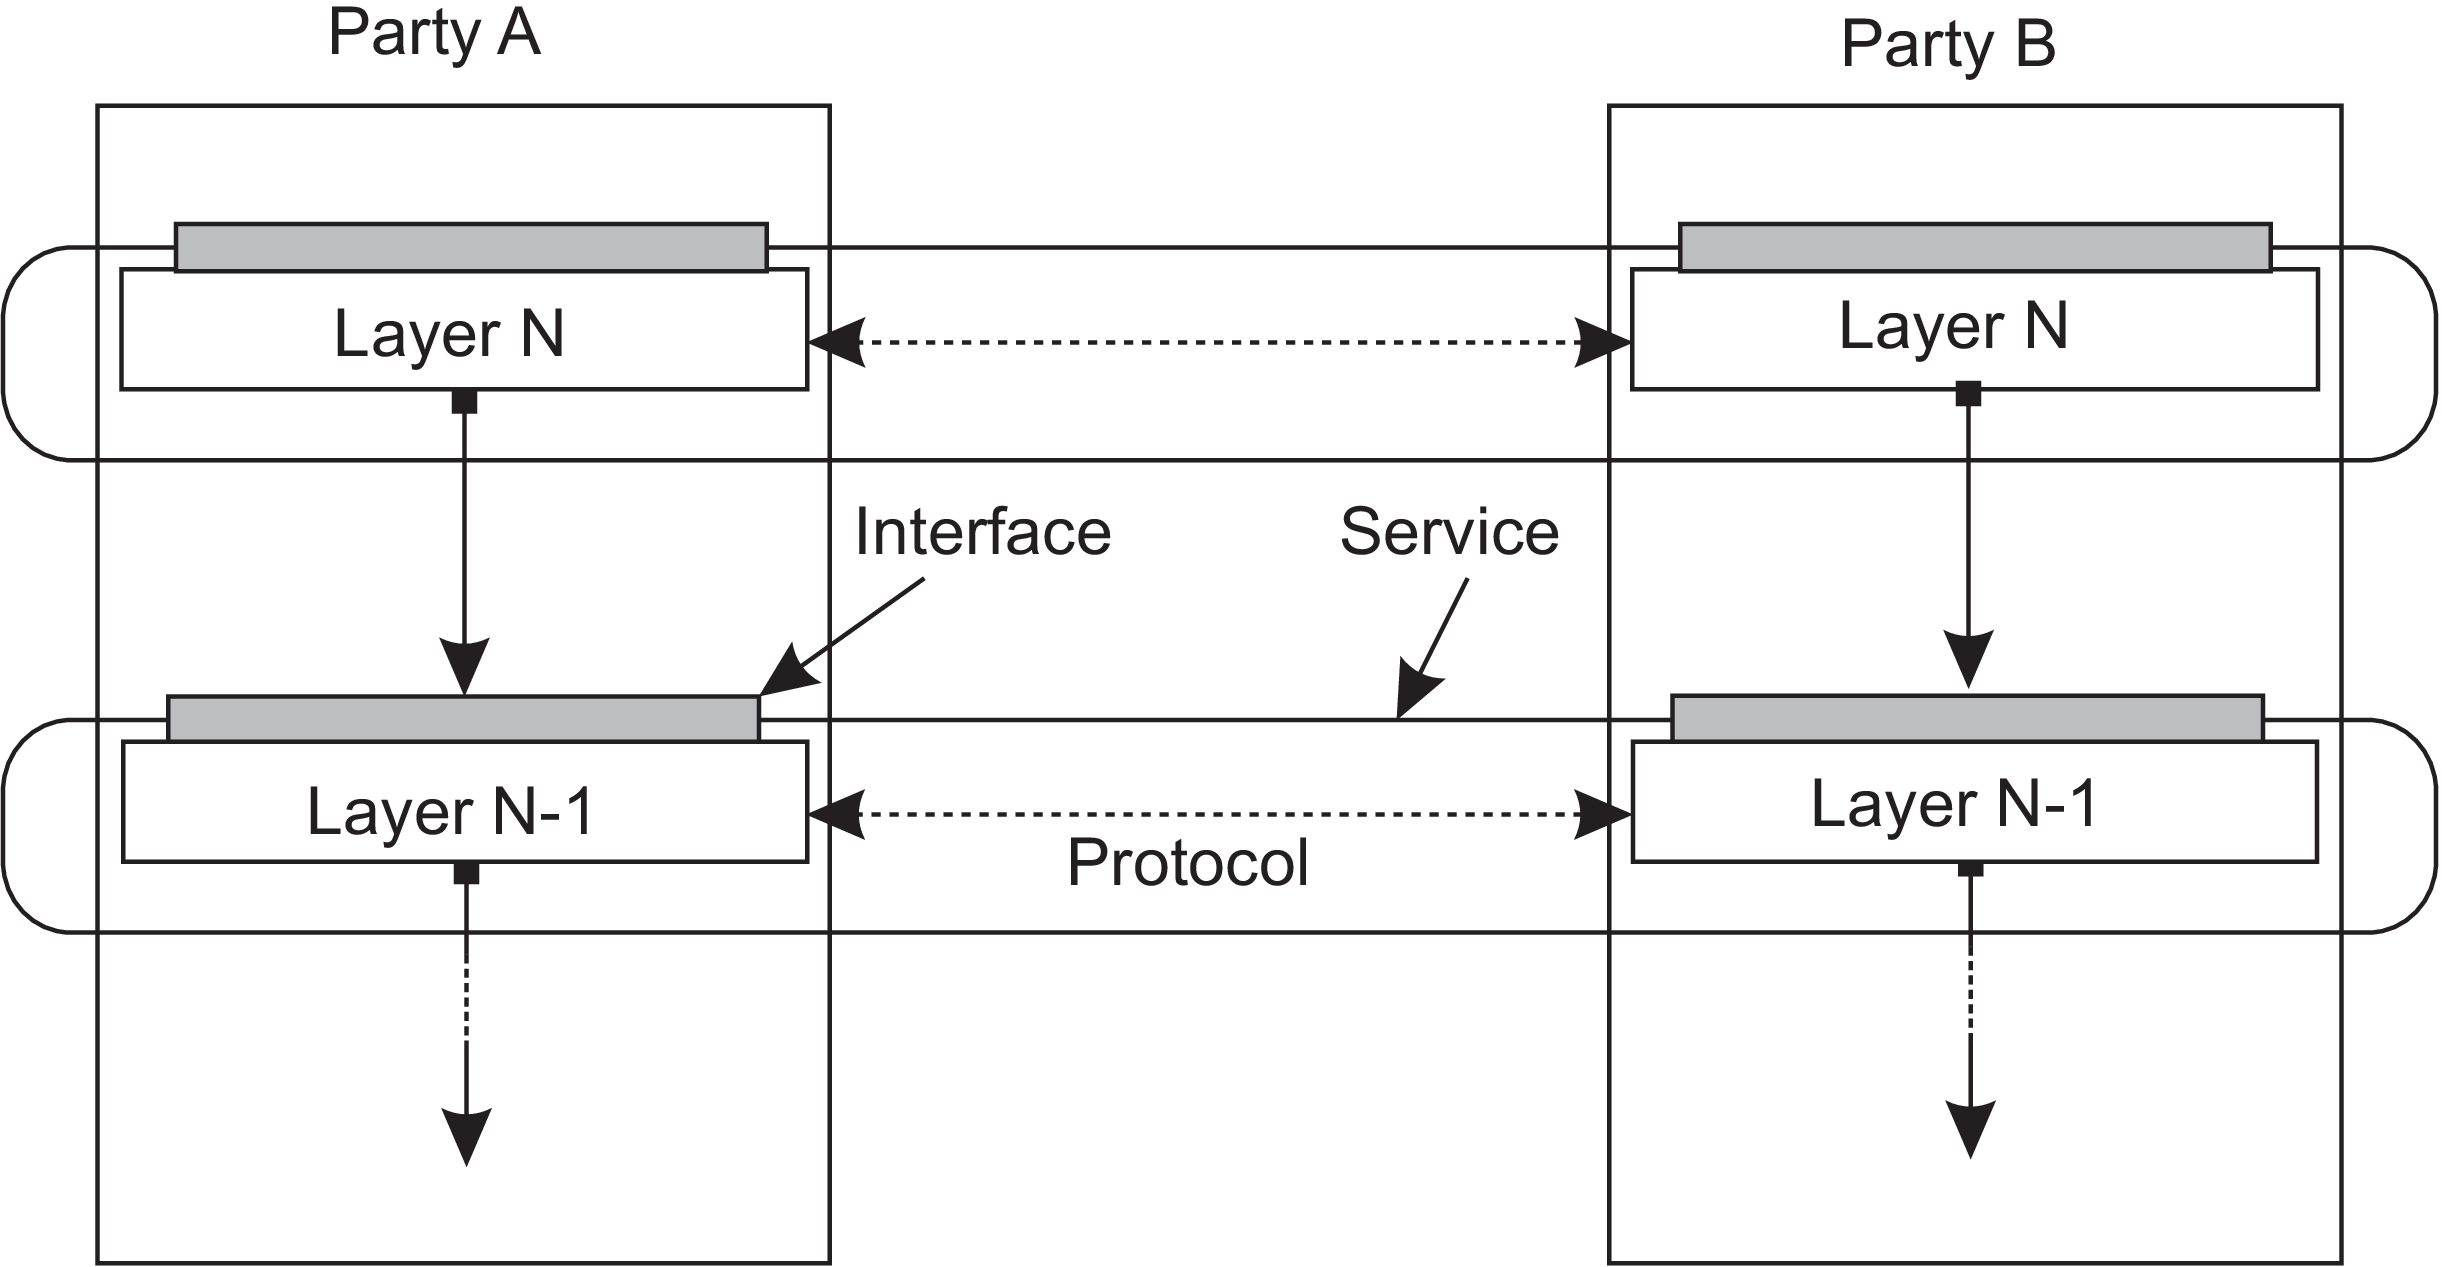 Party A
Party B
Layer N
Layer N
Interface
Service
Layer N-1
Layer N-1
Protocol